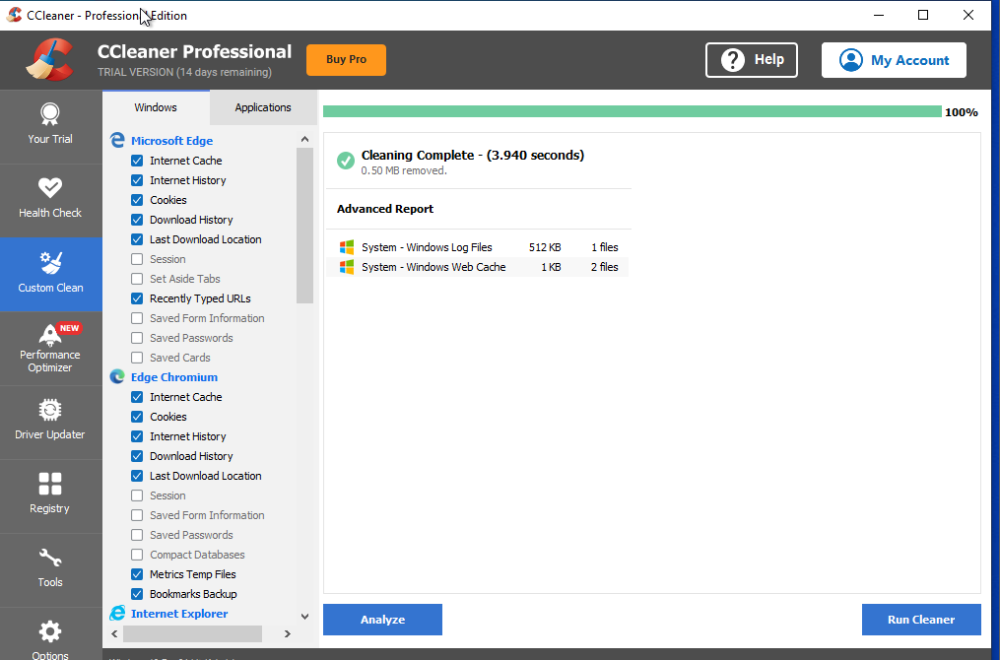 CCleaner - Professional Edition
CCleaner Professional
TRIAL VERSION (14 days remaining)
Buy Pro
? Help
My Account
Your Trial
Health Check
Custom Clean
NEW
Performance
Optimizer
Driver Updater
Registry
Tools
Options
Windows
Applications
Microsoft Edge
Internet Cache
Internet History
Cookies
Download History
Last Download Location
Session
Set Aside Tabs
Recently Typed URLs
Saved Form Information
Saved Passwords
Saved Cards
Edge Chromium
Internet Cache
Cookies
Internet History
Download History
Last Download Location
Session
Saved Form Information
Saved Passwords
Compact Databases
Metrics Temp Files
Bookmarks Backup
Internet Explorer
100%
Cleaning Complete - (3.940 seconds)
0.50 MB removed.
Advanced Report
System - Windows Log Files 512 KB 1 files
System - Windows Web Cache 1 KB 2 files
Analyze
Run Cleaner